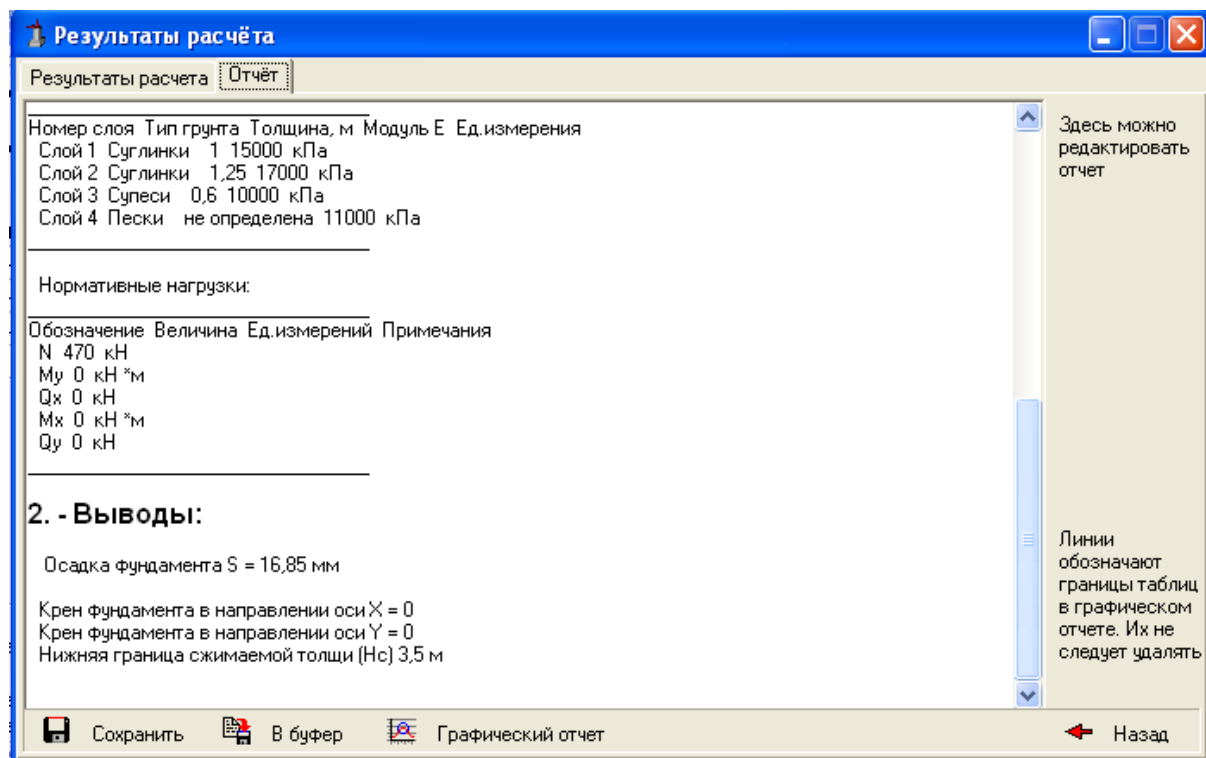 Результаты расчёта
Результаты расчета Отчёт
Номер слоя Тип грунта Толщина, м Модуль Е Ед.измерения
Слой 1 Суглинки 1 15000 кПа
Слой 2 Суглинки 1,25 17000 кПа
Слой 3 Супеси 0,6 10000 кПа
Слой 4 Пески не определена 11000 кПа
Нормативные нагрузки:
Обозначение Величина Ед.измерений Примечания
N 470 кН
My 0 кН *м
Qx 0 кН
Mx 0 кН *м
Qy 0 кН
2. - Выводы:
Осадка фундамента S = 16,85 мм
Крен фундамента в направлении оси X = 0
Крен фундамента в направлении оси Y = 0
Нижняя граница сжимаемой толщи (Hc) 3,5 м
Здесь можно
редактировать
отчет
Линии
обозначают
границы таблиц
в графическом
отчете. Их не
следует удалять
Сохранить В буфер Графический отчет Назад